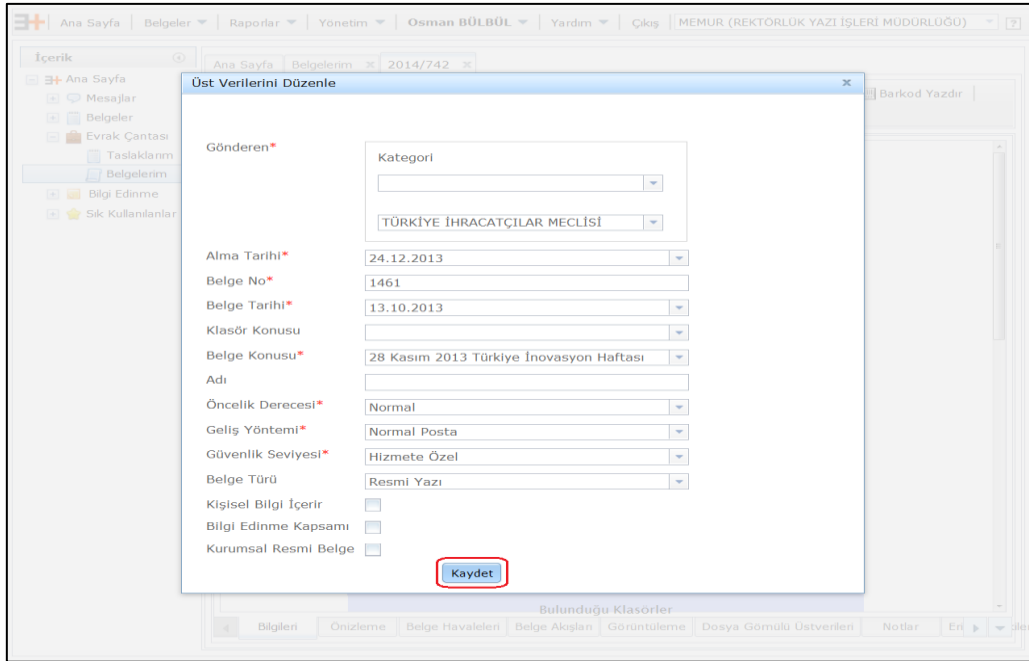 Ana Sayfa Belgeler Raporlar Yönetim Osman BÜLBÜL Yardım Çıkış MEMUR (REKTÖRLÜK YAZI İŞLERİ MÜDÜRLÜĞÜ) ?
İçerik
Ana Sayfa Belgelerim × 2014/742 ×
Ana Sayfa
Mesajlar
Belgeler
Evrak Çantası
Taslaklarım
Belgelerim
Bilgi Edinme
Sık Kullanılanlar
Barkod Yazdır
Üst Verilerini Düzenle ×
Gönderen*
Kategori
TÜRKİYE İHRACATÇILAR MECLİSİ
Alma Tarihi* 24.12.2013
Belge No* 1461
Belge Tarihi* 13.10.2013
Klasör Konusu
Belge Konusu* 28 Kasım 2013 Türkiye İnovasyon Haftası
Adı
Öncelik Derecesi* Normal
Geliş Yöntemi* Normal Posta
Güvenlik Seviyesi* Hizmete Özel
Belge Türü Resmi Yazı
Kişisel Bilgi İçerir
Bilgi Edinme Kapsamı
Kurumsal Resmi Belge
Kaydet
Bulunduğu Klasörler
Bilgileri Önizleme Belge Havaleleri Belge Akışları Görüntüleme Dosya Gömülü Üstverileri Notlar